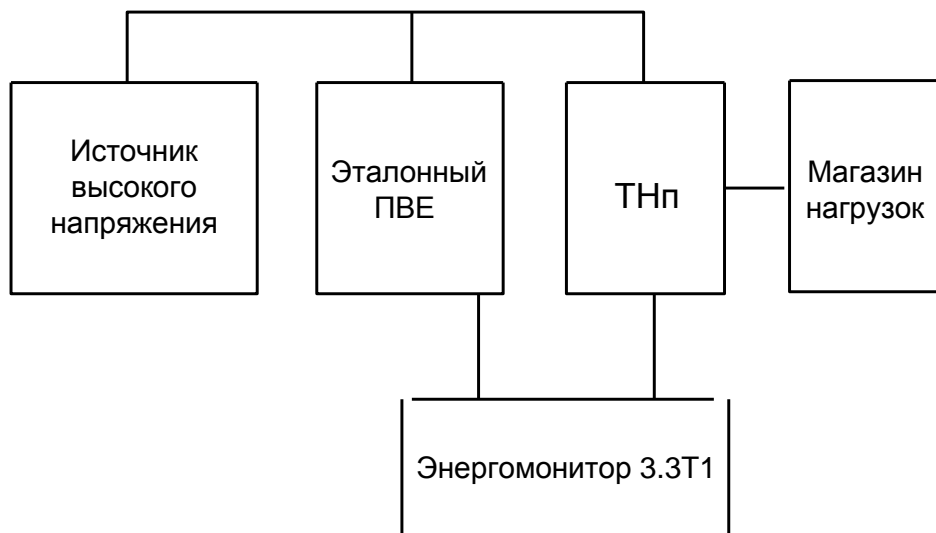 Источник
высокого
напряжения
Эталонный
ПВЕ
ТНп
Магазин
нагрузок
Энергомонитор 3.3Т1